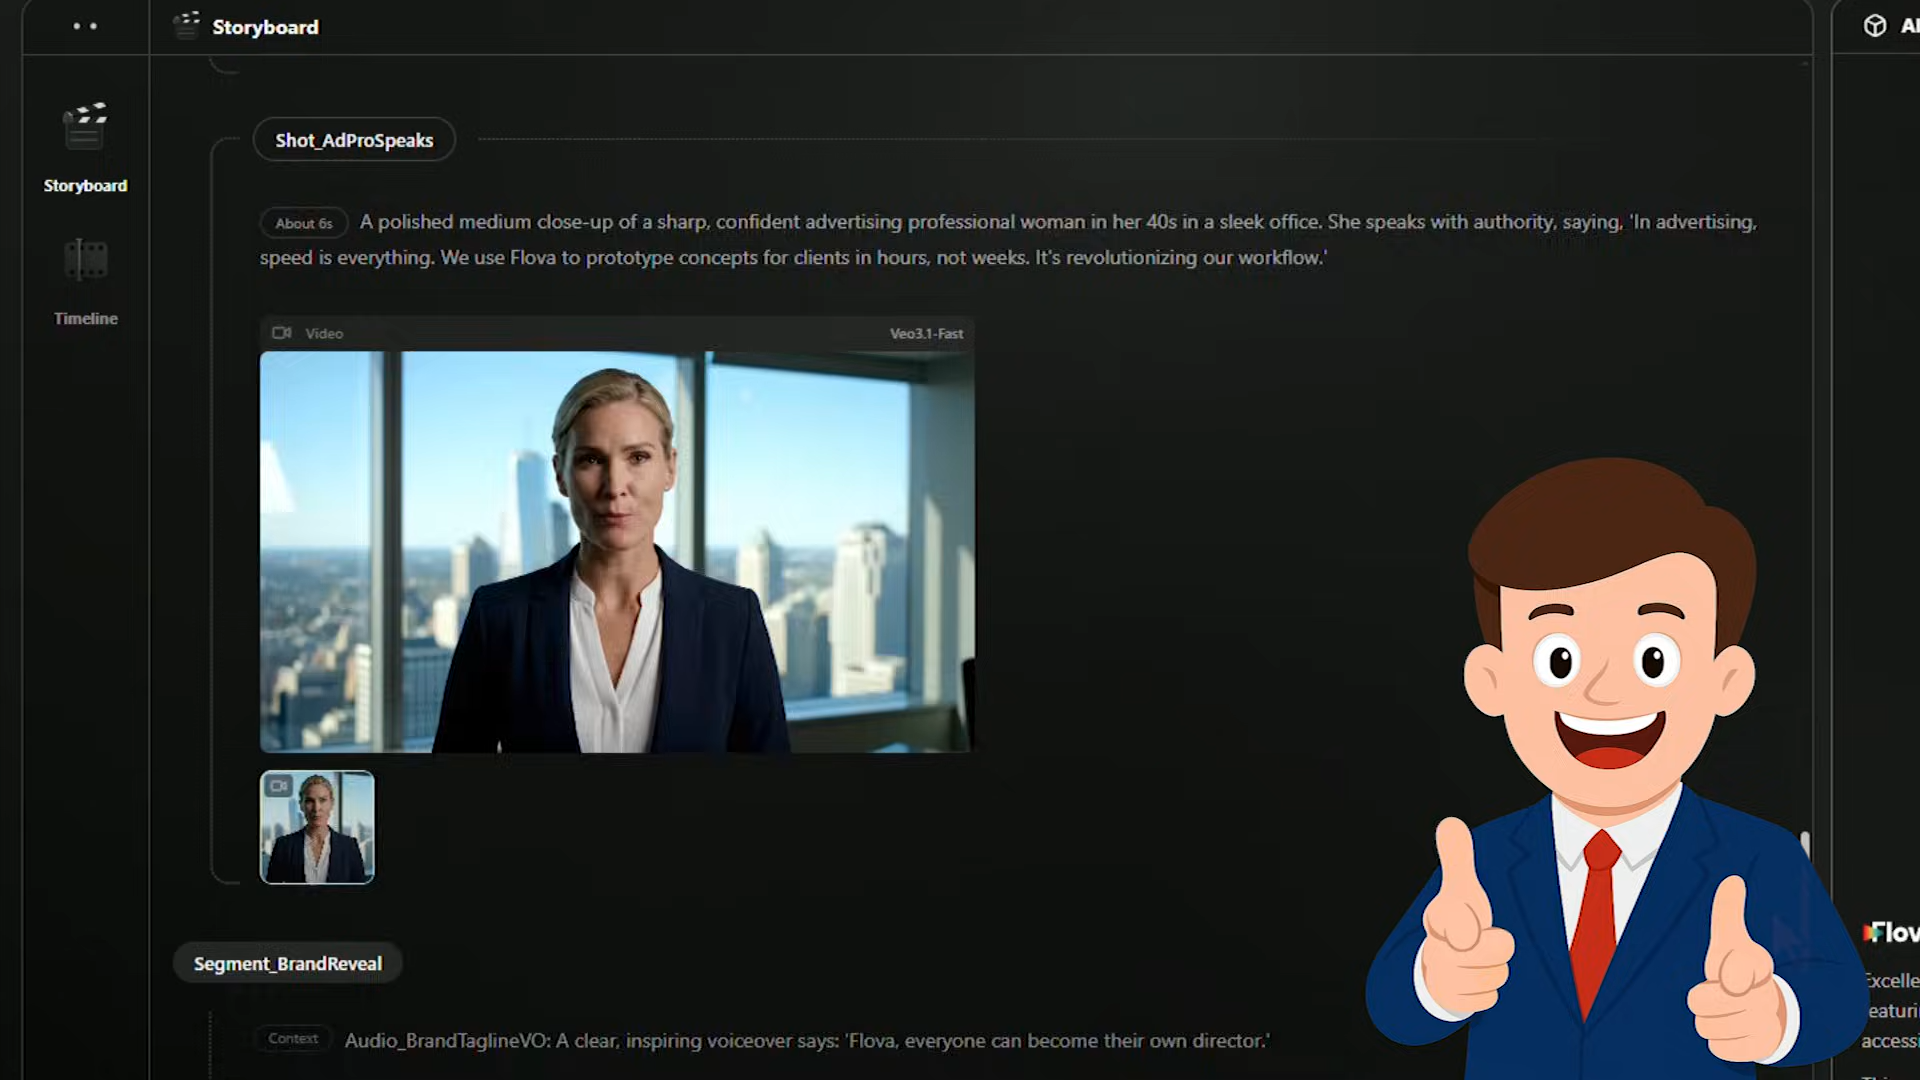 Storyboard
AI
Storyboard
Timeline
Shot_AdProSpeaks
About 6s A polished medium close-up of a sharp, confident advertising professional woman in her 40s in a sleek office. She speaks with authority, saying, 'In advertising,
speed is everything. We use Flova to prototype concepts for clients in hours, not weeks. It's revolutionizing our workflow.'
Video Veo3.1-Fast
Segment_BrandReveal
Context Audio_BrandTaglineVO: A clear, inspiring voiceover says: 'Flova, everyone can become their own director.'